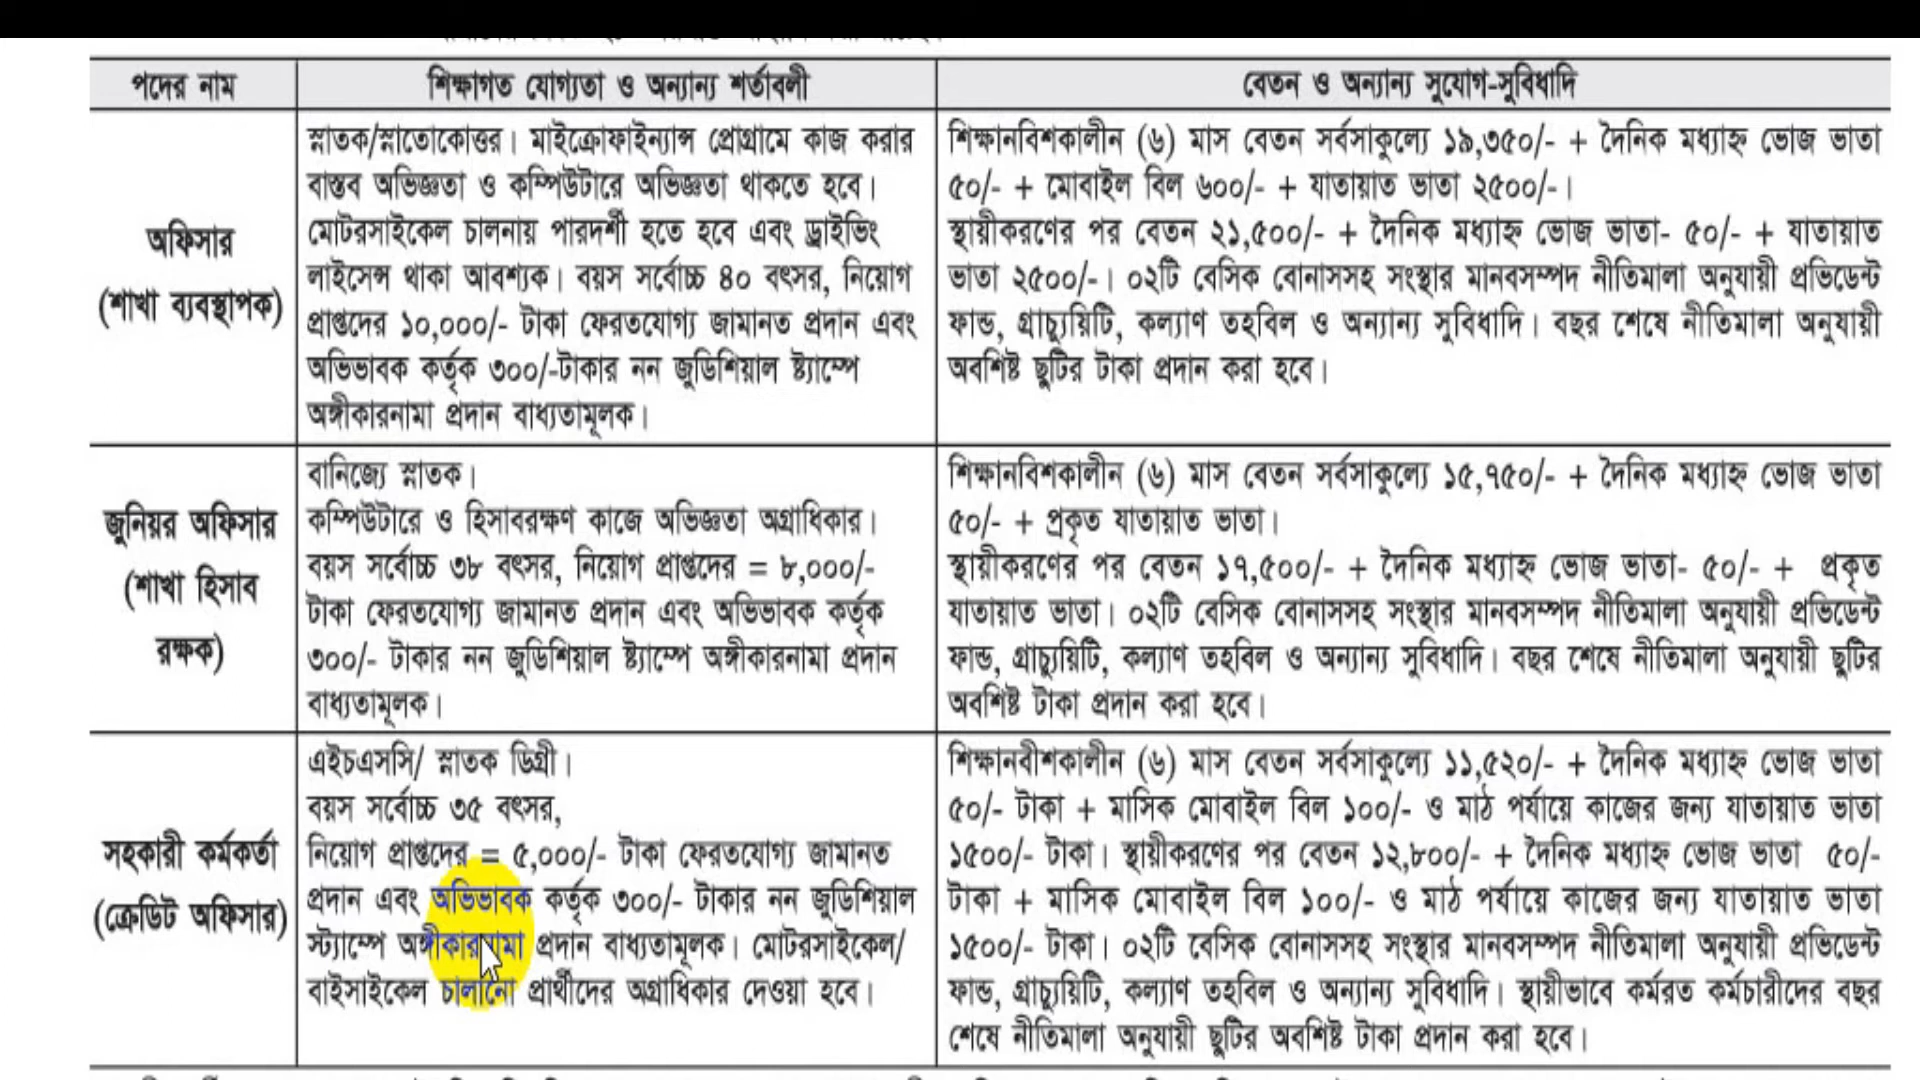 পদের নাম
শিক্ষাগত যোগ্যতা ও অন্যান্য শর্তাবলী
বেতন ও অন্যান্য সুযোগ-সুবিধাদি
অফিসার
(শাখা ব্যবস্থাপক)
স্নাতক/স্নাতোকোত্তর। মাইক্রোফাইন্যান্স প্রোগ্রামে কাজ করার
বাস্তব অভিজ্ঞতা ও কম্পিউটারে অভিজ্ঞতা থাকতে হবে।
মোটরসাইকেল চালনায় পারদর্শী হতে হবে এবং ড্রাইভিং
লাইসেন্স থাকা আবশ্যক। বয়স সর্বোচ্চ ৪০ বৎসর, নিয়োগ
প্রাপ্তদের ১০,০০০/- টাকা ফেরতযোগ্য জামানত প্রদান এবং
অভিভাবক কর্তৃক ৩০০/-টাকার নন জুডিশিয়াল ষ্ট্যাম্পে
অঙ্গীকারনামা প্রদান বাধ্যতামূলক।
শিক্ষানবিশকালীন (৬) মাস বেতন সর্বসাকুল্যে ১৯,৩৫০/- + দৈনিক মধ্যাহ্ন ভোজ ভাতা
৫০/- + মোবাইল বিল ৬০০/- + যাতায়াত ভাতা ২৫০০/-।
স্থায়ীকরণের পর বেতন ২১,৫০০/- + দৈনিক মধ্যাহ্ন ভোজ ভাতা- ৫০/- + যাতায়াত
ভাতা ২৫০০/-। ০২টি বেসিক বোনাসসহ সংস্থার মানবসম্পদ নীতিমালা অনুযায়ী প্রভিডেন্ট
ফান্ড, গ্রাচ্যুয়িটি, কল্যাণ তহবিল ও অন্যান্য সুবিধাদি। বছর শেষে নীতিমালা অনুযায়ী
অবশিষ্ট ছুটির টাকা প্রদান করা হবে।
জুনিয়র অফিসার
(শাখা হিসাব
রক্ষক)
বানিজ্যে স্নাতক।
কম্পিউটারে ও হিসাবরক্ষণ কাজে অভিজ্ঞতা অগ্রাধিকার।
বয়স সর্বোচ্চ ৩৮ বৎসর, নিয়োগ প্রাপ্তদের = ৮,০০০/-
টাকা ফেরতযোগ্য জামানত প্রদান এবং অভিভাবক কর্তৃক
৩০০/- টাকার নন জুডিশিয়াল ষ্ট্যাম্পে অঙ্গীকারনামা প্রদান
বাধ্যতামূলক।
শিক্ষানবিশকালীন (৬) মাস বেতন সর্বসাকুল্যে ১৫,৭৫০/- + দৈনিক মধ্যাহ্ন ভোজ ভাতা
৫০/- + প্রকৃত যাতায়াত ভাতা।
স্থায়ীকরণের পর বেতন ১৭,৫০০/- + দৈনিক মধ্যাহ্ন ভোজ ভাতা- ৫০/- + প্রকৃত
যাতায়াত ভাতা। ০২টি বেসিক বোনাসসহ সংস্থার মানবসম্পদ নীতিমালা অনুযায়ী প্রভিডেন্ট
ফান্ড, গ্রাচ্যুয়িটি, কল্যাণ তহবিল ও অন্যান্য সুবিধাদি। বছর শেষে নীতিমালা অনুযায়ী ছুটির
অবশিষ্ট টাকা প্রদান করা হবে।
সহকারী কর্মকর্তা
(ক্রেডিট অফিসার)
এইচএসসি/ স্নাতক ডিগ্রী।
বয়স সর্বোচ্চ ৩৫ বৎসর,
নিয়োগ প্রাপ্তদের = ৫,০০০/- টাকা ফেরতযোগ্য জামানত
প্রদান এবং অভিভাবক কর্তৃক ৩০০/- টাকার নন জুডিশিয়াল
স্ট্যাম্পে অঙ্গীকারনামা প্রদান বাধ্যতামূলক। মোটরসাইকেল/
বাইসাইকেল চালানো প্রার্থীদের অগ্রাধিকার দেওয়া হবে।
শিক্ষানবীশকালীন (৬) মাস বেতন সর্বসাকুল্যে ১১,৫২০/- + দৈনিক মধ্যাহ্ন ভোজ ভাতা
৫০/- টাকা + মাসিক মোবাইল বিল ১০০/- ও মাঠ পর্যায়ে কাজের জন্য যাতায়াত ভাতা
১৫০০/- টাকা। স্থায়ীকরণের পর বেতন ১২,৮০০/- + দৈনিক মধ্যাহ্ন ভোজ ভাতা ৫০/-
টাকা + মাসিক মোবাইল বিল ১০০/- ও মাঠ পর্যায়ে কাজের জন্য যাতায়াত ভাতা
১৫০০/- টাকা। ০২টি বেসিক বোনাসসহ সংস্থার মানবসম্পদ নীতিমালা অনুযায়ী প্রভিডেন্ট
ফান্ড, গ্রাচ্যুয়িটি, কল্যাণ তহবিল ও অন্যান্য সুবিধাদি। স্থায়ীভাবে কর্মরত কর্মচারীদের বছর
শেষে নীতিমালা অনুযায়ী ছুটির অবশিষ্ট টাকা প্রদান করা হবে।